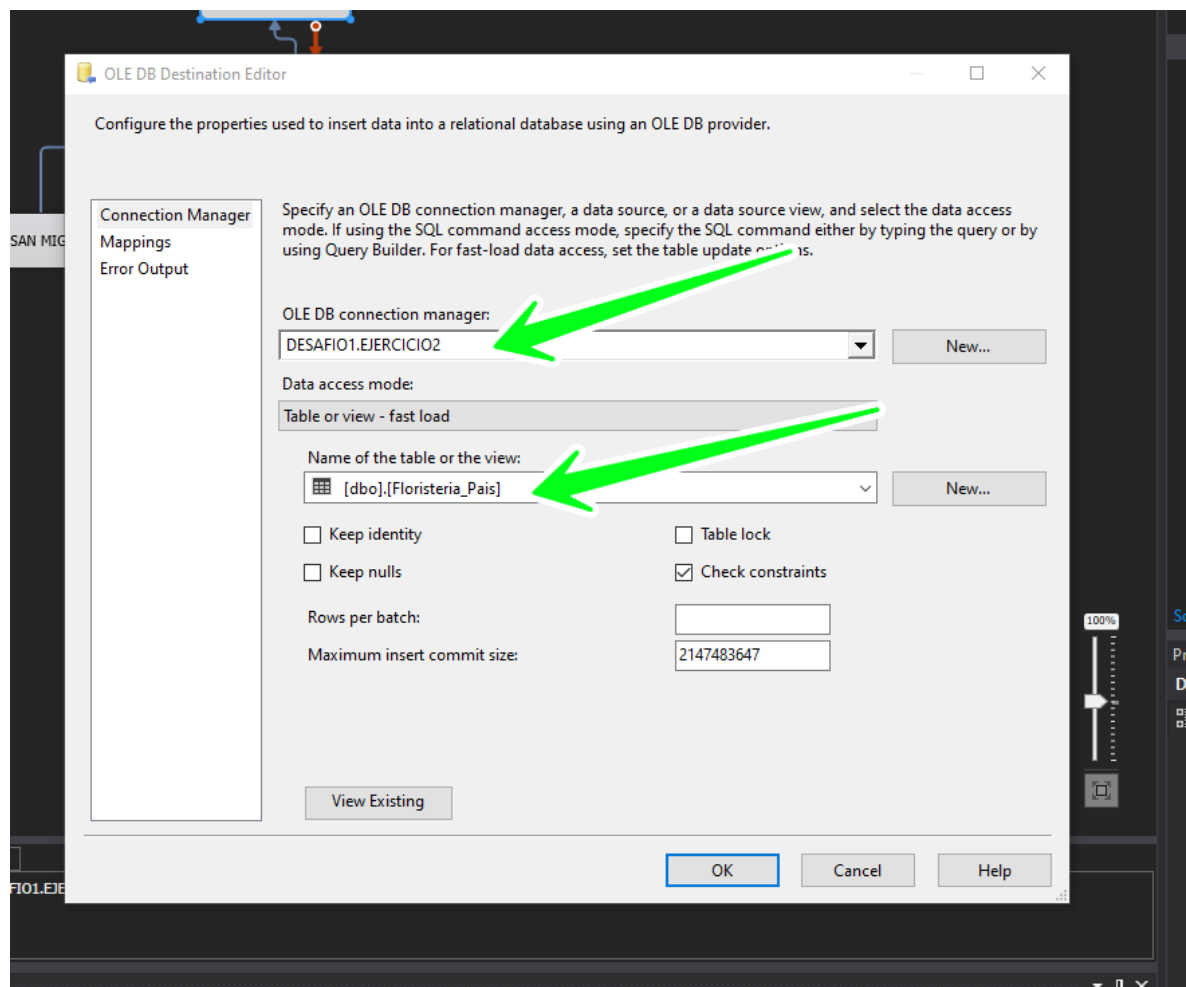 OLE DB Destination Editor
Configure the properties used to insert data into a relational database using an OLE DB provider.
Connection Manager
Mappings
Error Output
Specify an OLE DB connection manager, a data source, or a data source view, and select the data access
mode. If using the SQL command access mode, specify the SQL command either by typing the query or by
using Query Builder. For fast-load data access, set the table update
SAN MIG
OLE DB connection manager:
DESAFIO1.EJERCICIO2
New...
Data access mode:
Table or view - fast load
Name of the table or the view:
[dbo].[Floristeria_Pais]
New...
Keep identity
Table lock
Keep nulls
Check constraints
Rows per batch:
100%
Maximum insert commit size:
2147483647
View Existing
OK
Cancel
Help
FIO1.EJE